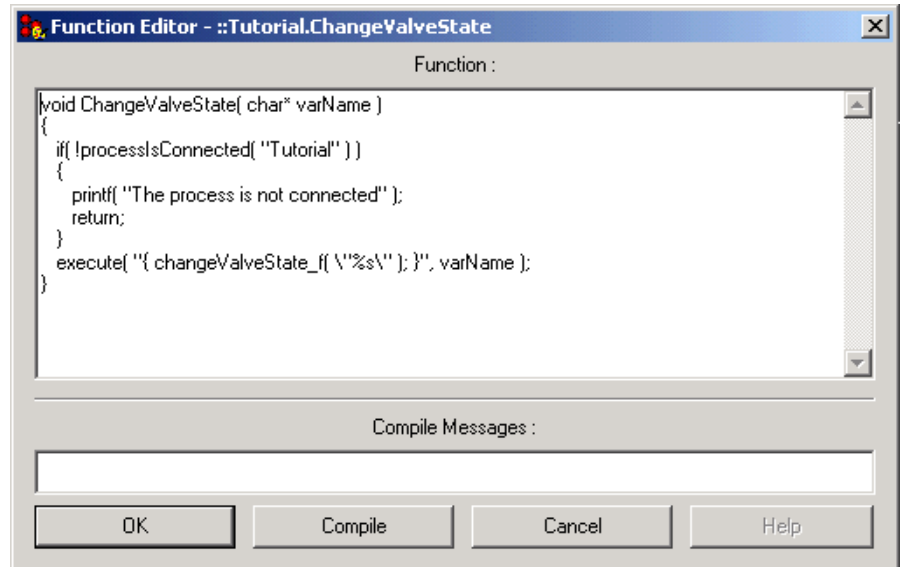 Function Editor - ::Tutorial.ChangeValveState
Function :
void ChangeValveState( char* varName )
{
if( !processIsConnected( "Tutorial" ) )
{
printf( "The process is not connected" );
return;
}
execute( "{ changeValveState_f( \"%s\" ); }", varName );
}
Compile Messages :
OK Compile Cancel Help